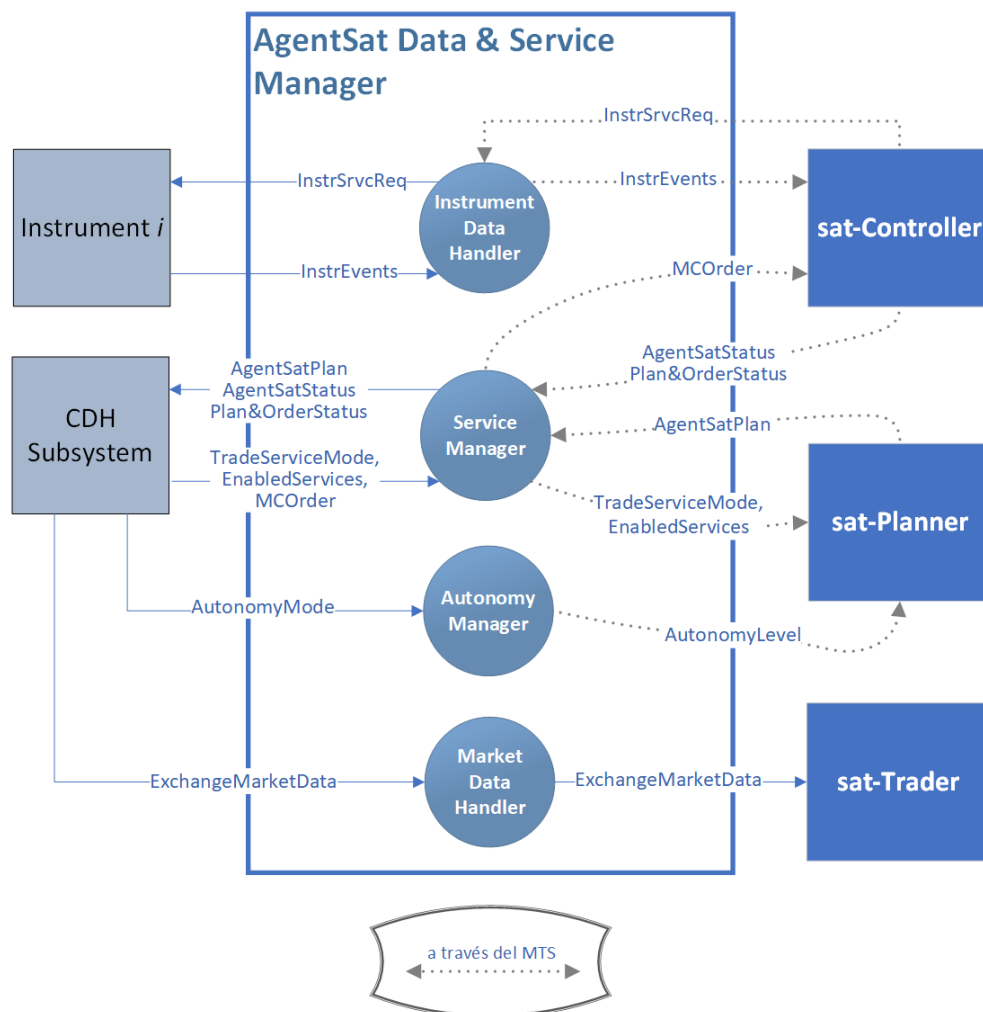 AgentSat Data & Service
Manager
InstrSrvcReq
InstrSrvcReq
InstrEvents
Instrument i
Instrument
Data
Handler
sat-Controller
InstrEvents
MCOrder
AgentSatStatus
Plan&OrderStatus
AgentSatPlan
AgentSatStatus
Plan&OrderStatus
CDH
Subsystem
Service
Manager
AgentSatPlan
TradeServiceMode,
EnabledServices,
MCOrder
TradeServiceMode,
EnabledServices
sat-Planner
AutonomyMode
Autonomy
Manager
AutonomyLevel
ExchangeMarketData
Market
Data
Handler
ExchangeMarketData
sat-Trader
a través del MTS